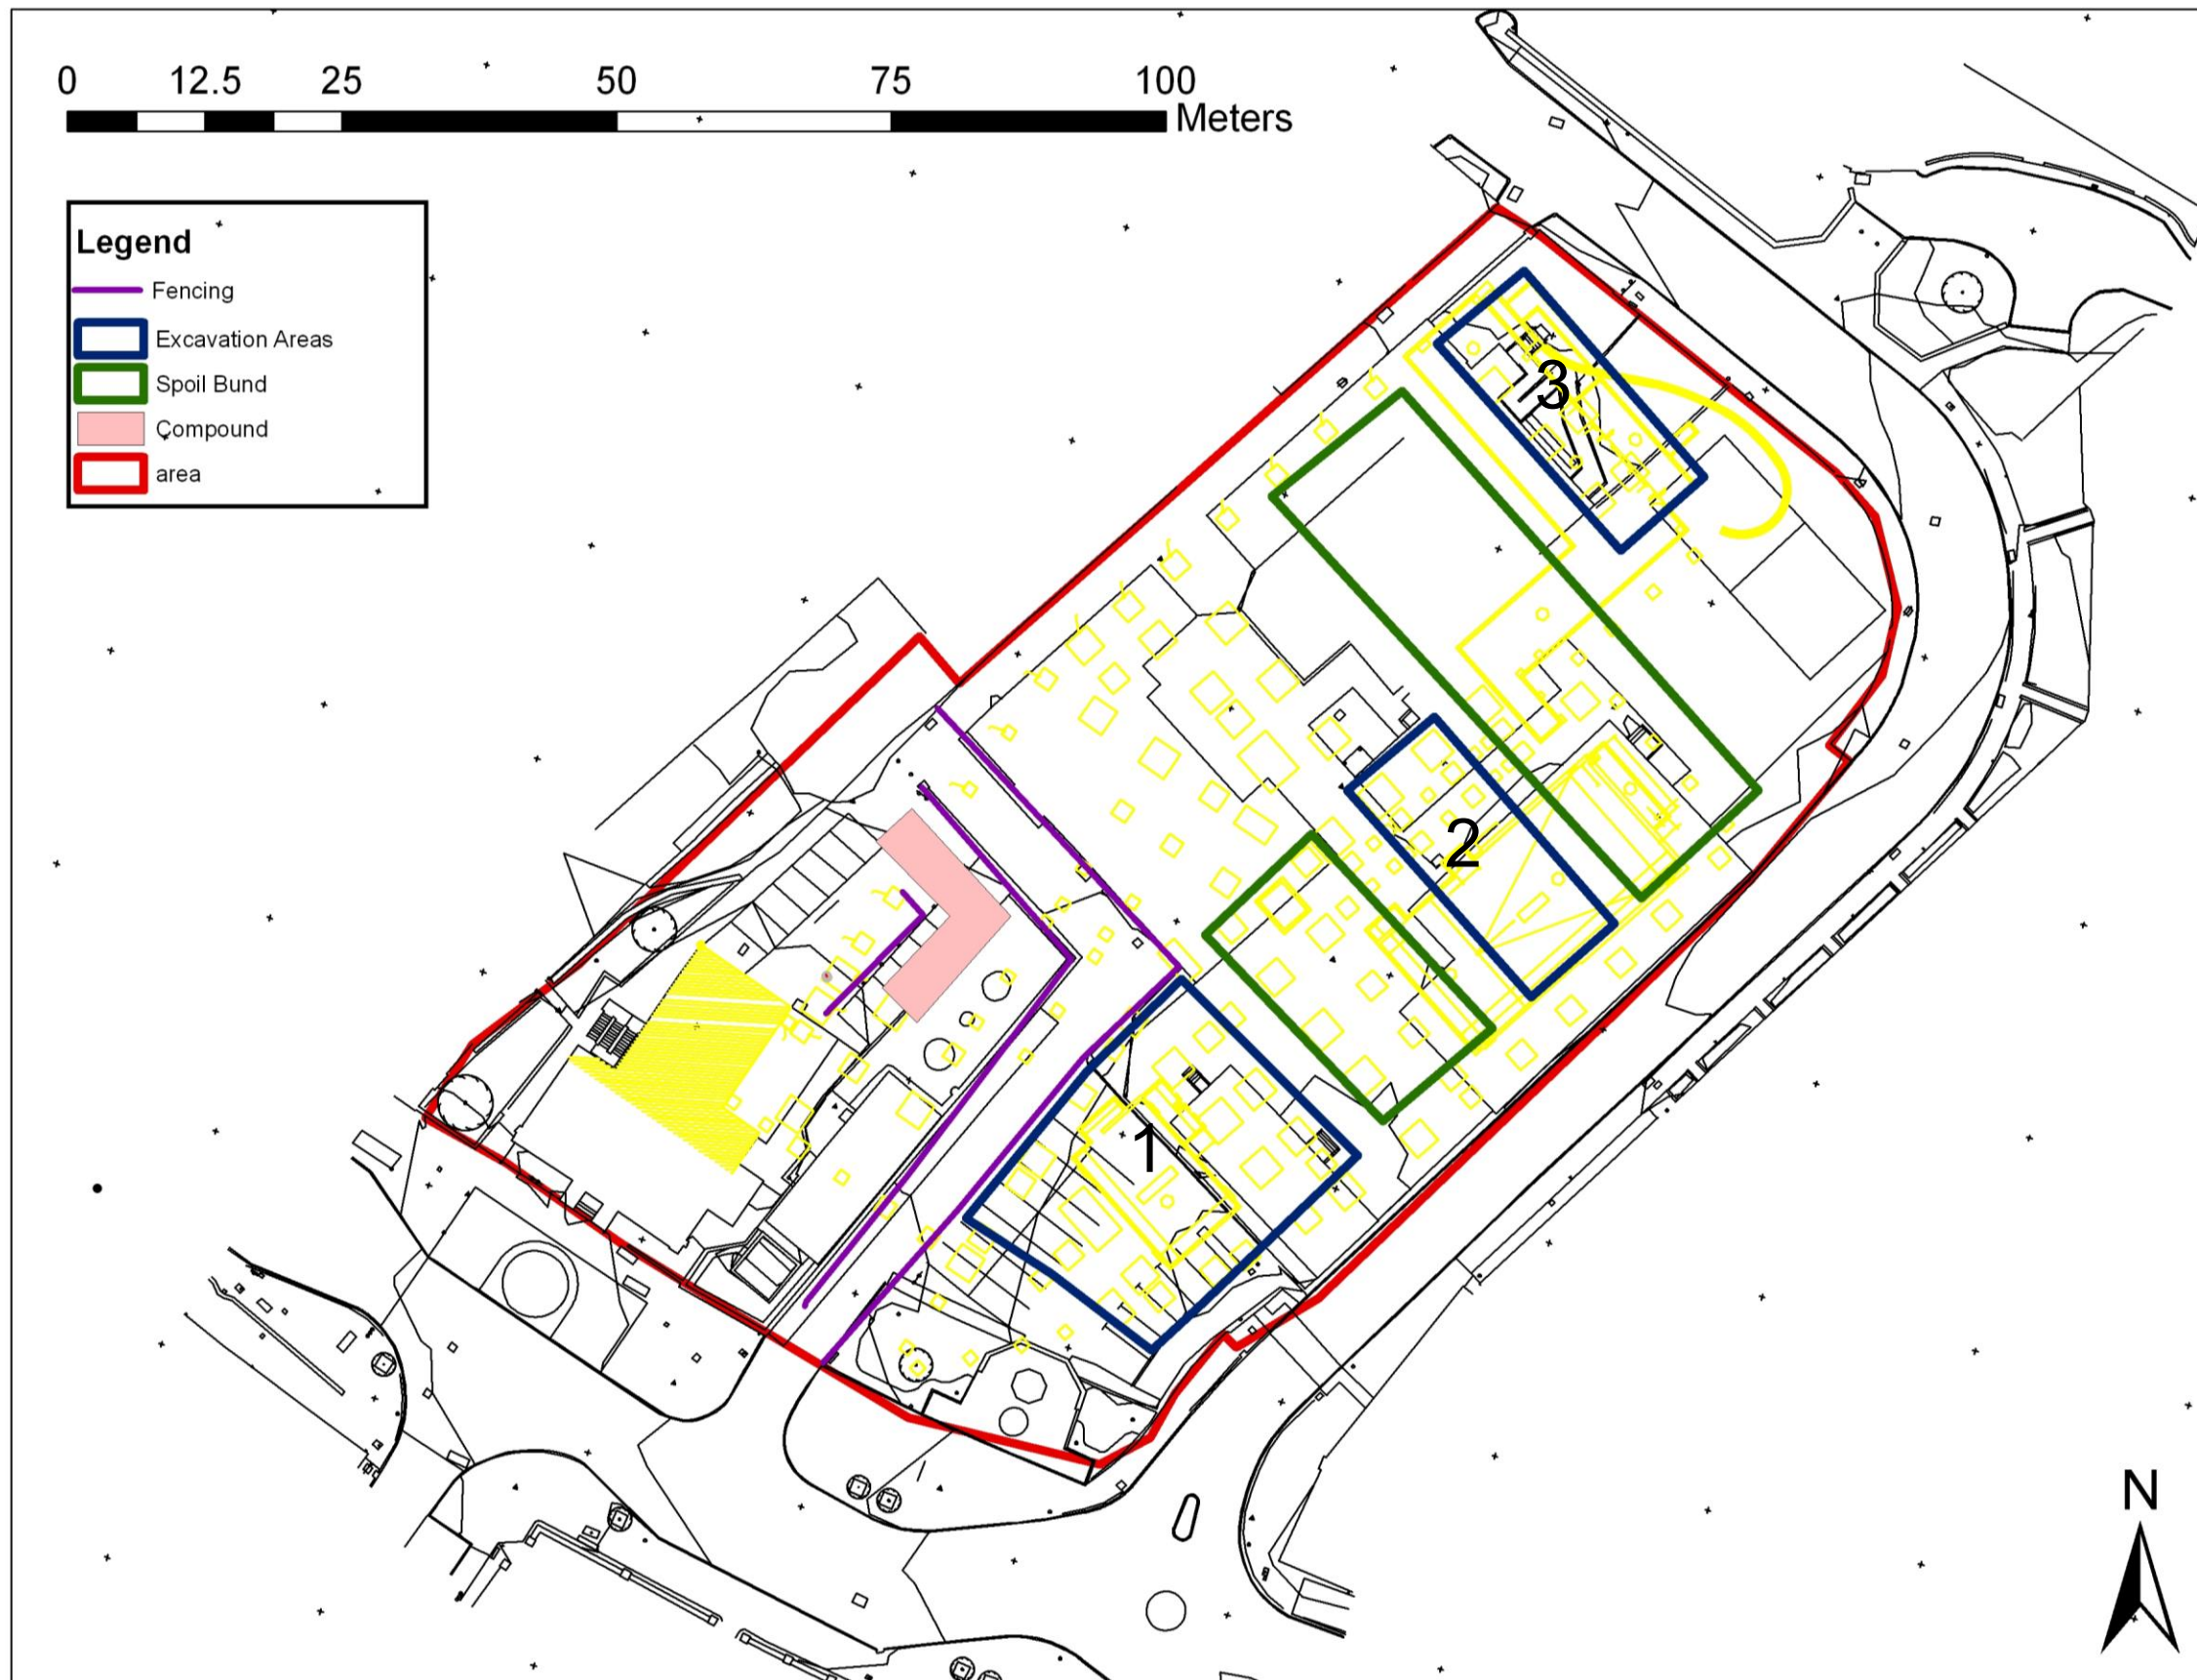 0 12.5 25 50 75 100
Meters
Legend
Fencing
Excavation Areas
Spoil Bund
Compound
area
3
2
1
N